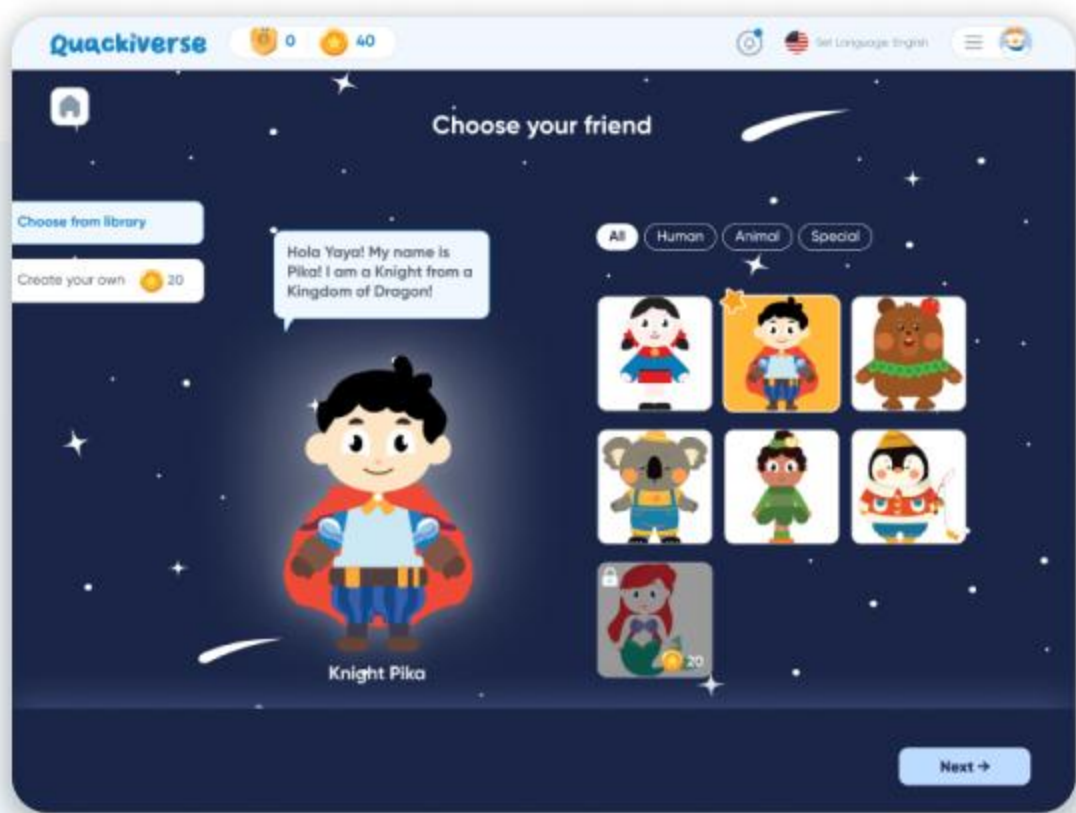 Quackiverse
0
40
Set Language: English
Choose your friend
Choose from library
Create your own 20
Hola Yaya! My name is
Pika! I am a Knight from a
Kingdom of Dragon!
Knight Pika
All Human Animal Special
20
Next →